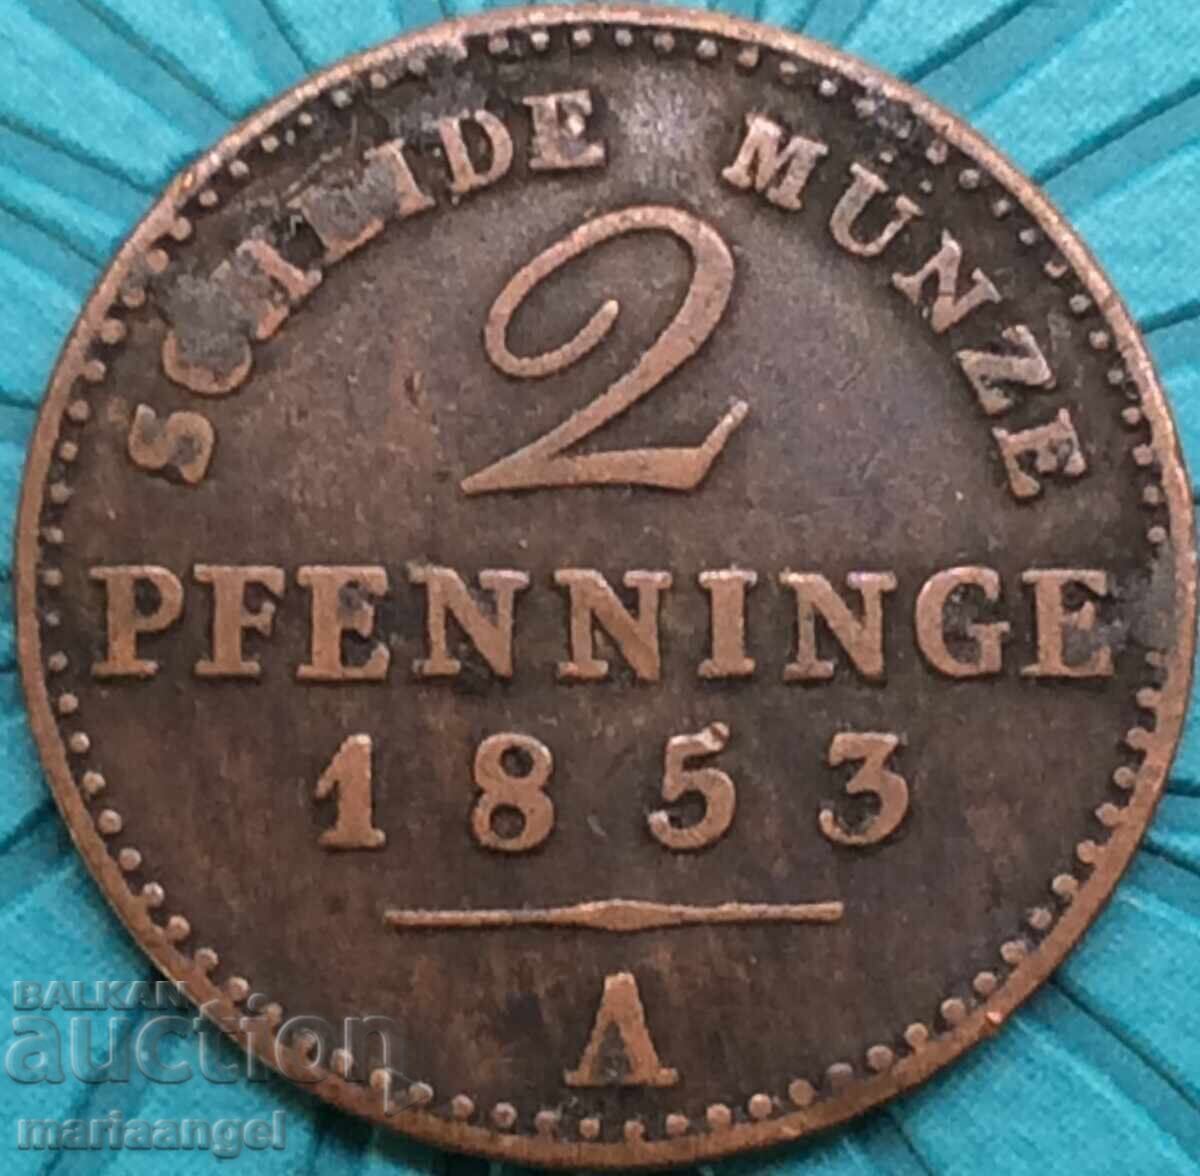 SCHEIDE MÜNZE
2
PFENNINGE
1853
A
BALKAN
auction
mariaangel